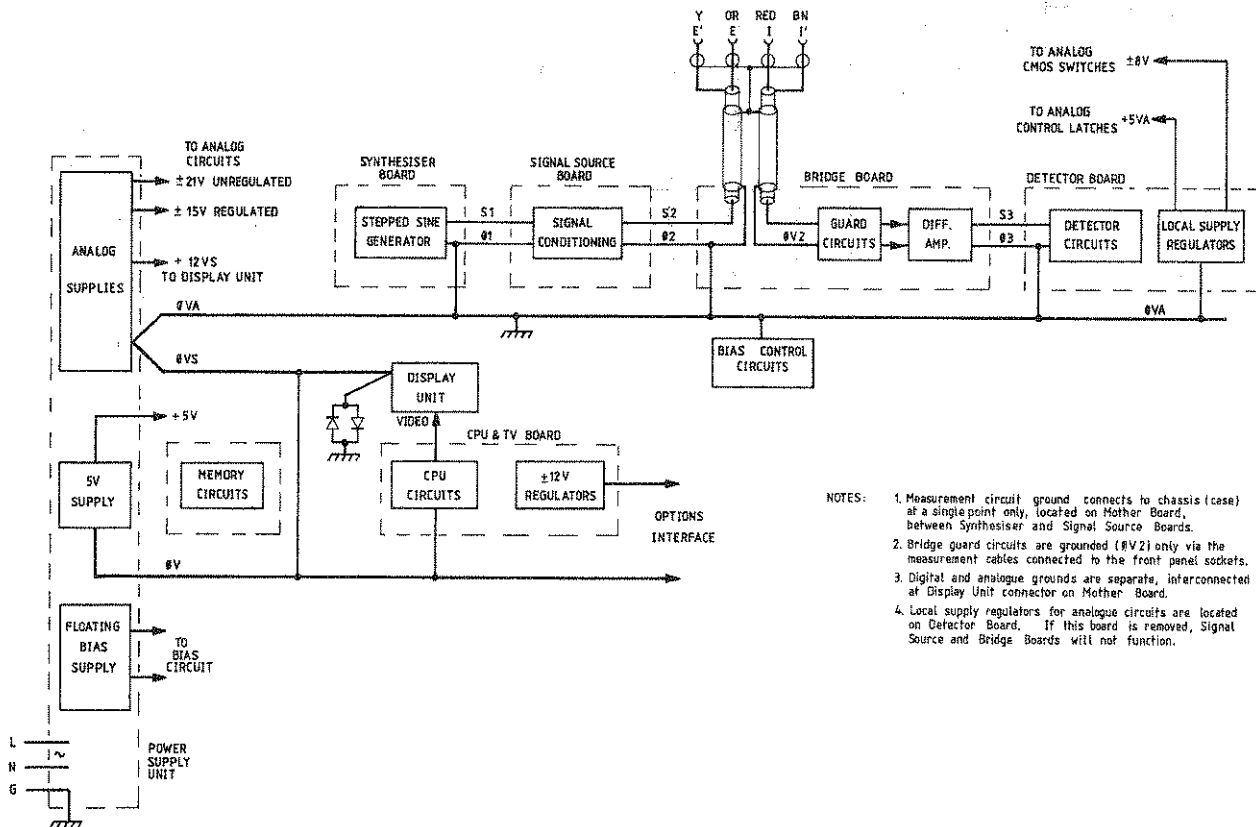 Y OR RED BN
E' E I I'
TO ANALOG
CMOS SWITCHES ±8V
TO ANALOG
CONTROL LATCHES +5VA
TO ANALOG
CIRCUITS
±21V UNREGULATED
± 15V REGULATED
+ 12VS
TO DISPLAY UNIT
ANALOG
SUPPLIES
SYNTHESISER
BOARD
STEPPED SINE
GENERATOR
S1
Ø1
SIGNAL SOURCE
BOARD
SIGNAL
CONDITIONING
S2
Ø2
BRIDGE BOARD
ØV2
GUARD
CIRCUITS
DIFF.
AMP.
S3
Ø3
DETECTOR BOARD
DETECTOR
CIRCUITS
LOCAL SUPPLY
REGULATORS
ØVA
ØVA
ØVS
BIAS CONTROL
CIRCUITS
DISPLAY
UNIT
VIDEO
CPU & TV BOARD
+5V
5V
SUPPLY
MEMORY
CIRCUITS
CPU
CIRCUITS
±12V
REGULATORS
OPTIONS
INTERFACE
ØV
FLOATING
BIAS
SUPPLY
TO
BIAS
CIRCUIT
L
N
G
~
POWER
SUPPLY
UNIT
NOTES: 1. Measurement circuit ground connects to chassis (case)
at a single point only, located on Mother Board,
between Synthesiser and Signal Source Boards.
2. Bridge guard circuits are grounded (ØV2) only via the
measurement cables connected to the front panel sockets.
3. Digital and analogue grounds are separate, interconnected
at Display Unit connector on Mother Board.
4. Local supply regulators for analogue circuits are located
on Detector Board. If this board is removed, Signal
Source and Bridge Boards will not function.